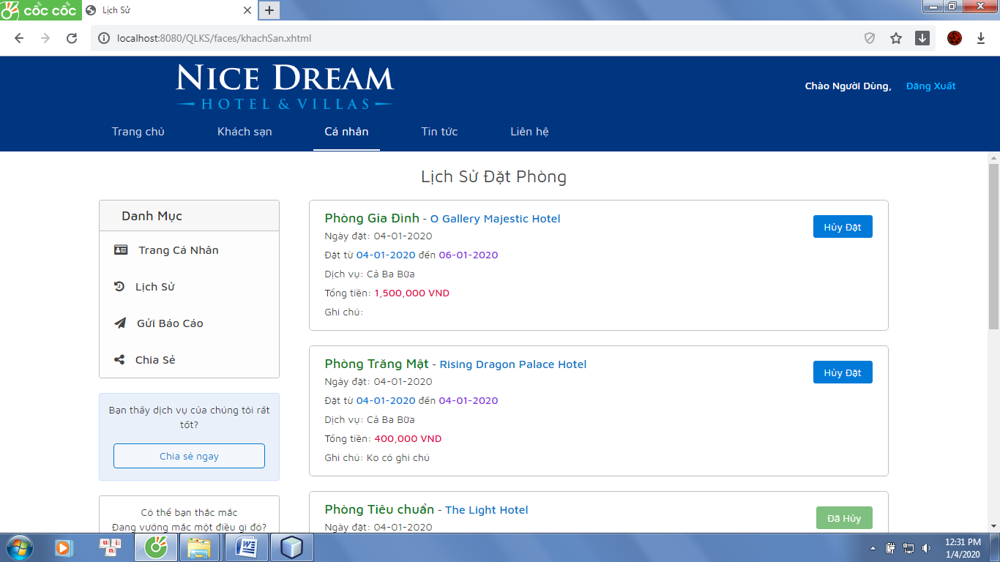 cốc cốc
Lịch Sử
localhost:8080/QLKS/faces/khachSan.xhtml
NICE DREAM
HOTEL & VILLAS
Chào Người Dùng, Đăng Xuất
Trang chủ Khách sạn Cá nhân Tin tức Liên hệ
Lịch Sử Đặt Phòng
Danh Mục
Trang Cá Nhân
Lịch Sử
Gửi Báo Cáo
Chia Sẻ
Bạn thấy dịch vụ của chúng tôi rất
tốt?
Chia sẻ ngay
Có thể bạn thắc mắc
Đang vướng mắc một điều gì đó?
Phòng Gia Đình - O Gallery Majestic Hotel
Hủy Đặt
Ngày đặt: 04-01-2020
Đặt từ 04-01-2020 đến 06-01-2020
Dịch vụ: Cả Ba Bữa
Tổng tiền: 1,500,000 VND
Ghi chú:
Phòng Trăng Mật - Rising Dragon Palace Hotel
Hủy Đặt
Ngày đặt: 04-01-2020
Đặt từ 04-01-2020 đến 04-01-2020
Dịch vụ: Cả Ba Bữa
Tổng tiền: 400,000 VND
Ghi chú: Ko có ghi chú
Phòng Tiêu chuẩn - The Light Hotel
Đã Hủy
Ngày đặt: 04-01-2020
u i n
12:31 PM
1/4/2020